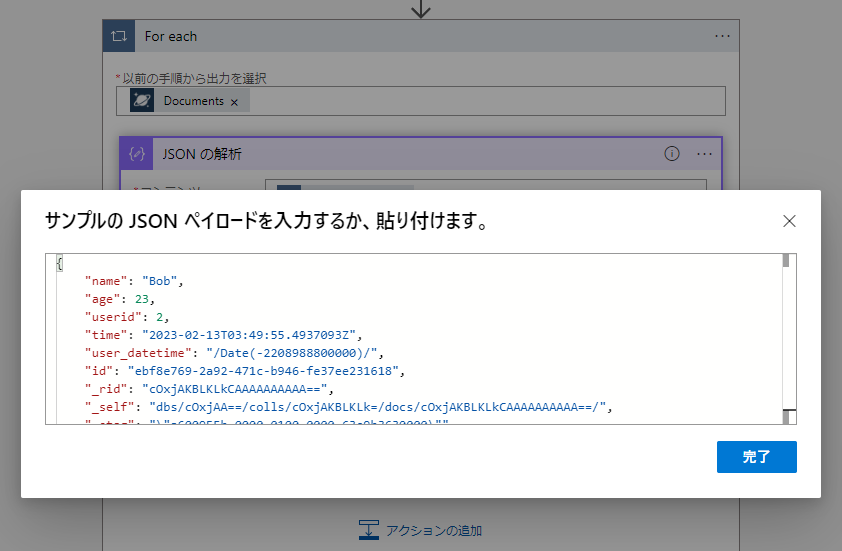 For each
*以前の手順から出力を選択
Documents ×
JSON の解析
サンプルの JSON ペイロードを入力するか、貼り付けます。
{
"name": "Bob",
"age": 23,
"userid": 2,
"time": "2023-02-13T03:49:55.4937093Z",
"user_datetime": "/Date(-2208988800000)/",
"id": "ebf8e769-2a92-471c-b946-fe37ee231618",
"_rid": "cOxjAKBLKLkCAAAAAAAAAA==",
"_self": "dbs/cOxjAA==/colls/cOxjAKBLKLk=/docs/cOxjAKBLKLkCAAAAAAAAAA==/",
完了
アクションの追加